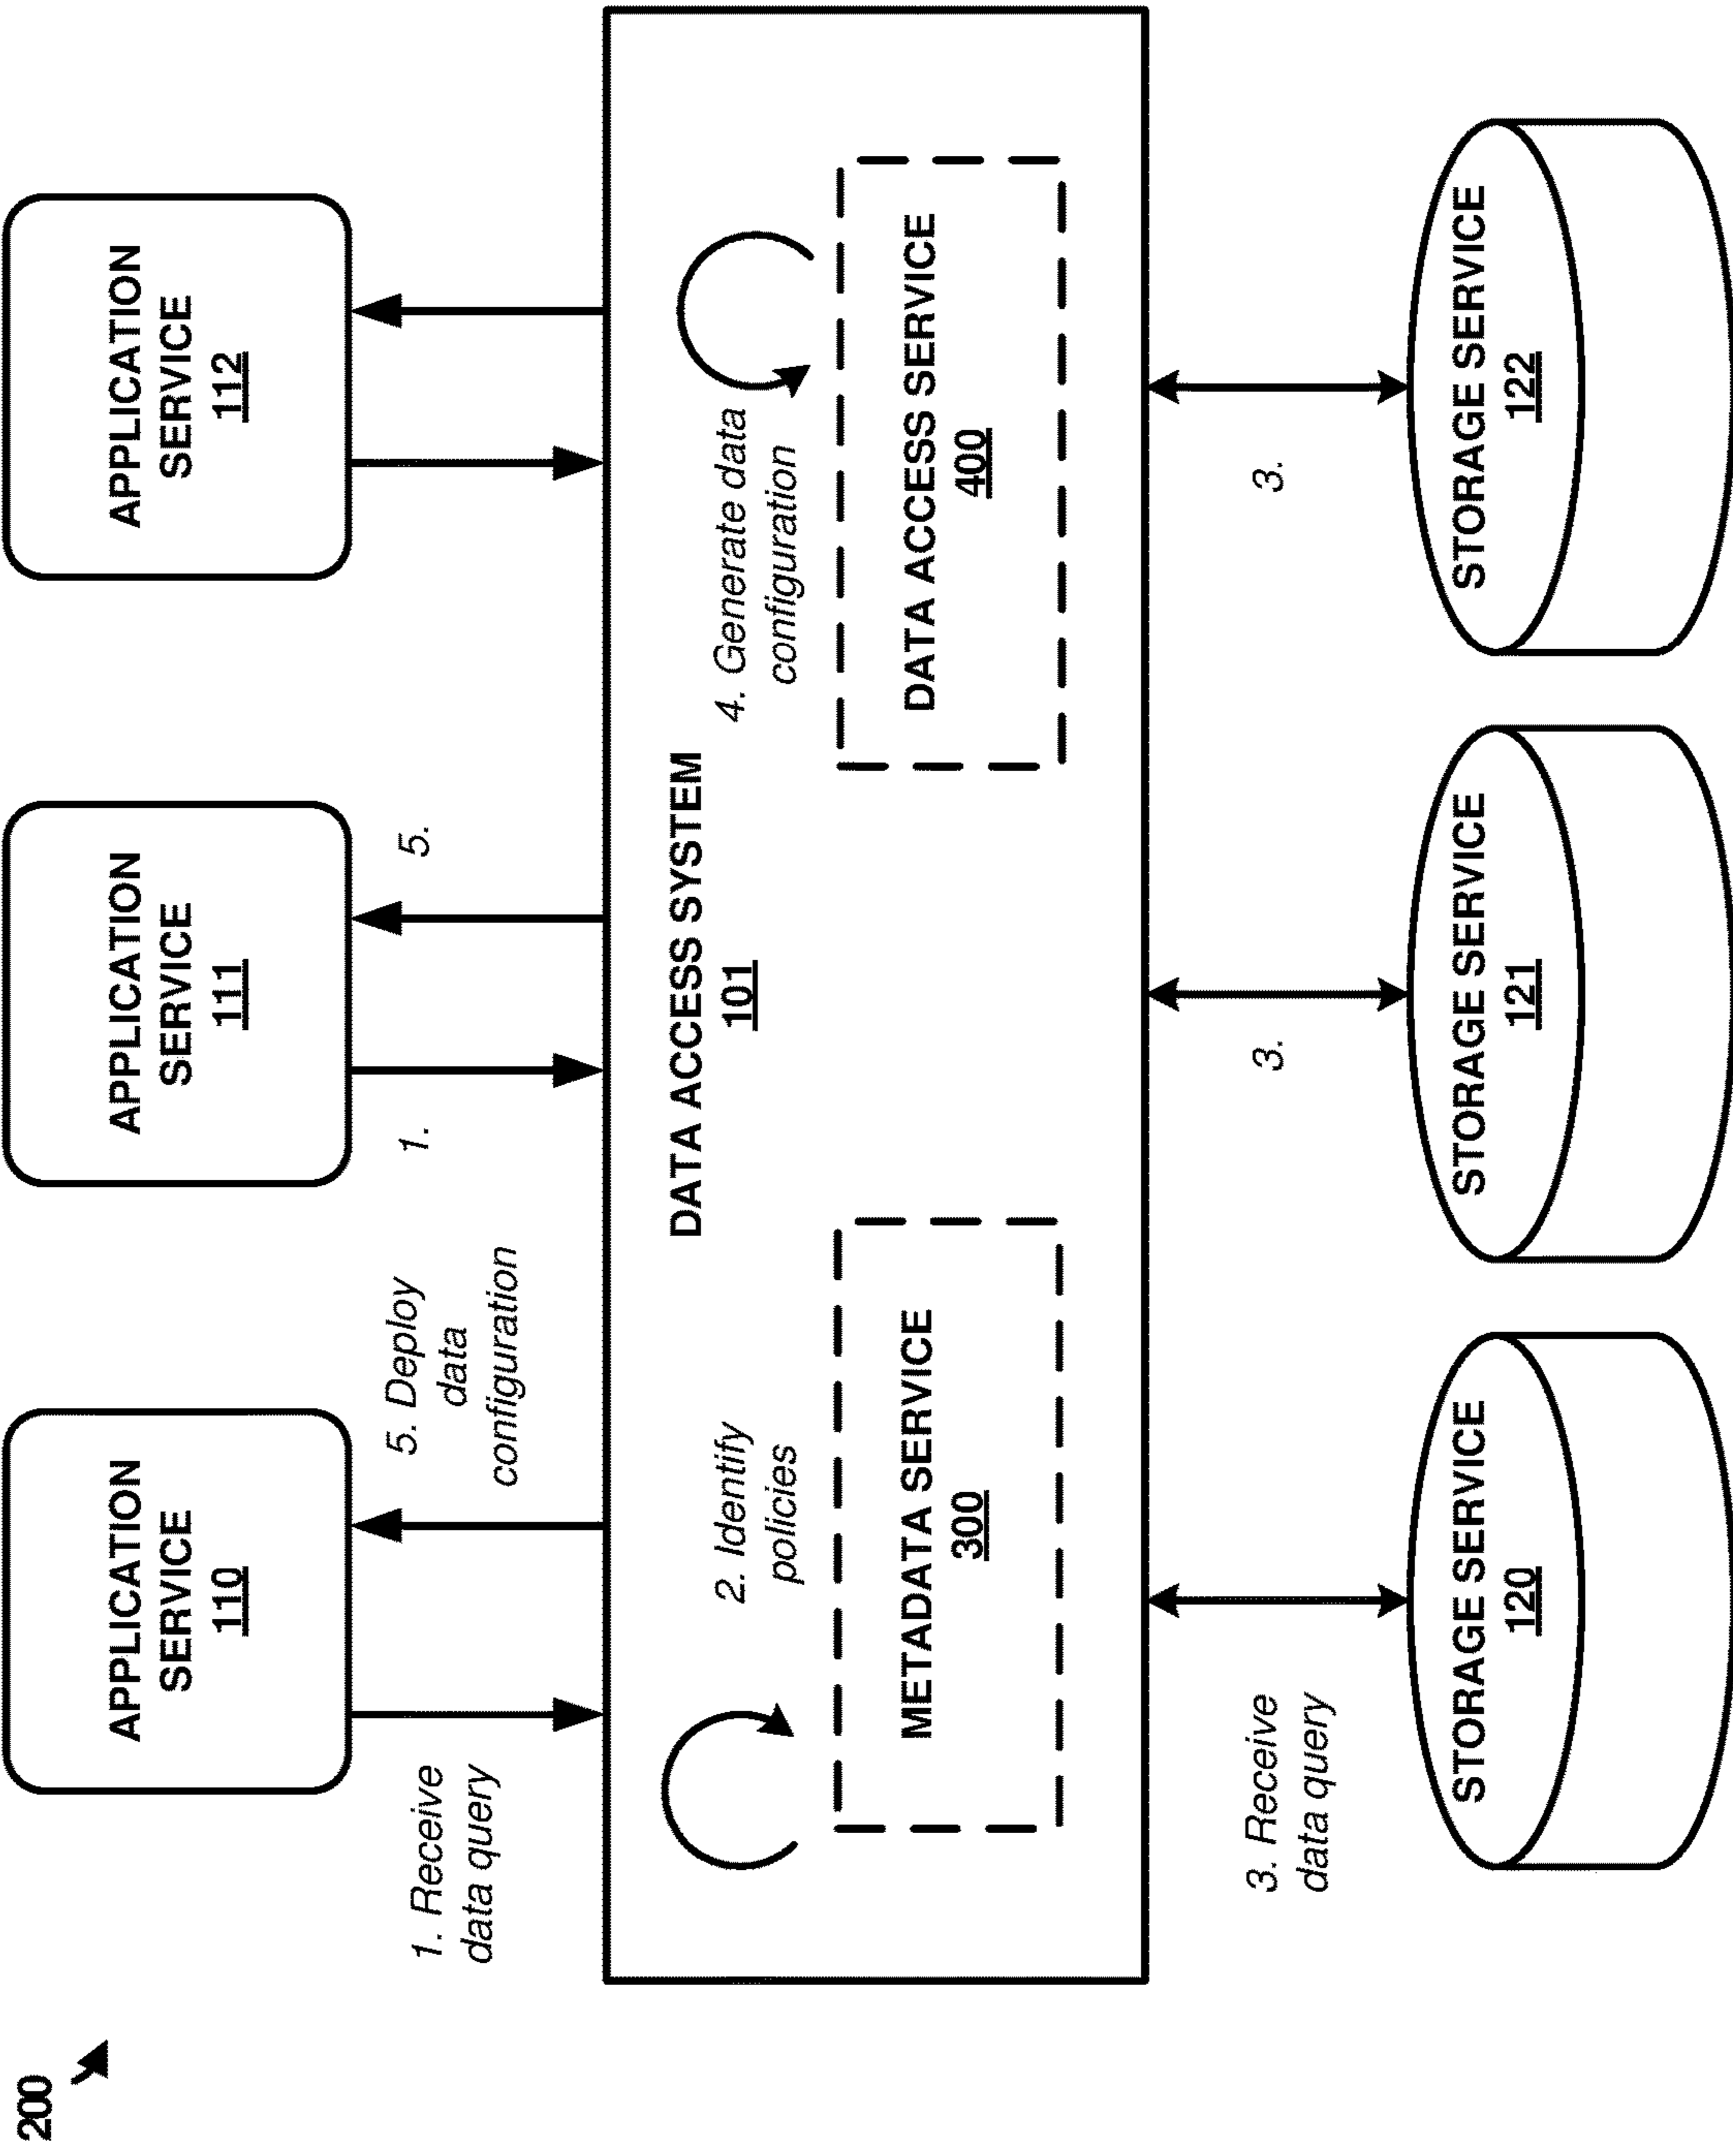 200
APPLICATION
SERVICE
110
APPLICATION
SERVICE
111
APPLICATION
SERVICE
112
1. Receive
data query
5. Deploy
data
configuration
1.
5.
DATA ACCESS SYSTEM
101
2. Identify
policies
4. Generate data
configuration
METADATA SERVICE
300
DATA ACCESS SERVICE
400
3. Receive
data query
3.
3.
STORAGE SERVICE
120
STORAGE SERVICE
121
STORAGE SERVICE
122